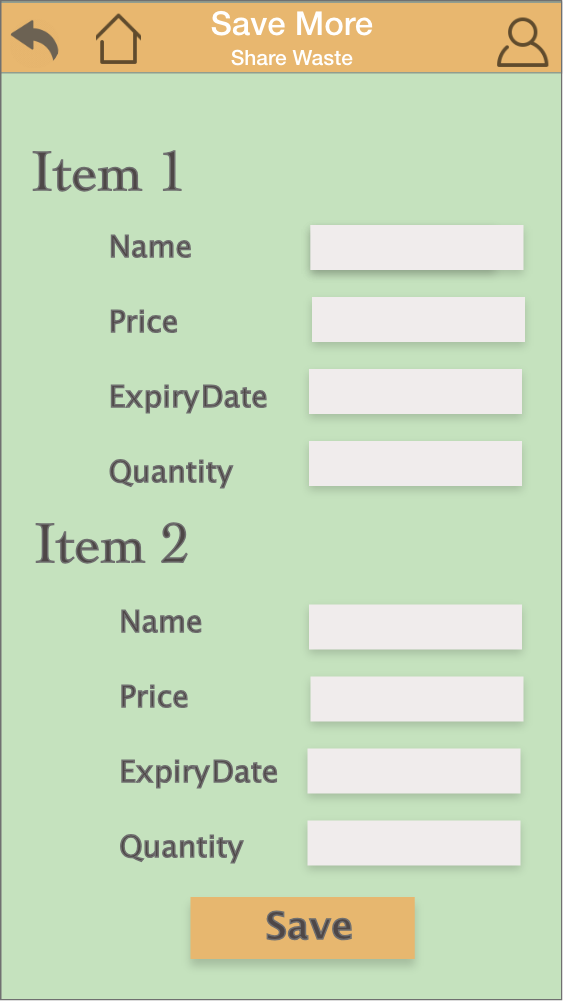 Save More
Share Waste
Item 1
Name
Price
ExpiryDate
Quantity
Item 2
Name
Price
ExpiryDate
Quantity
Save